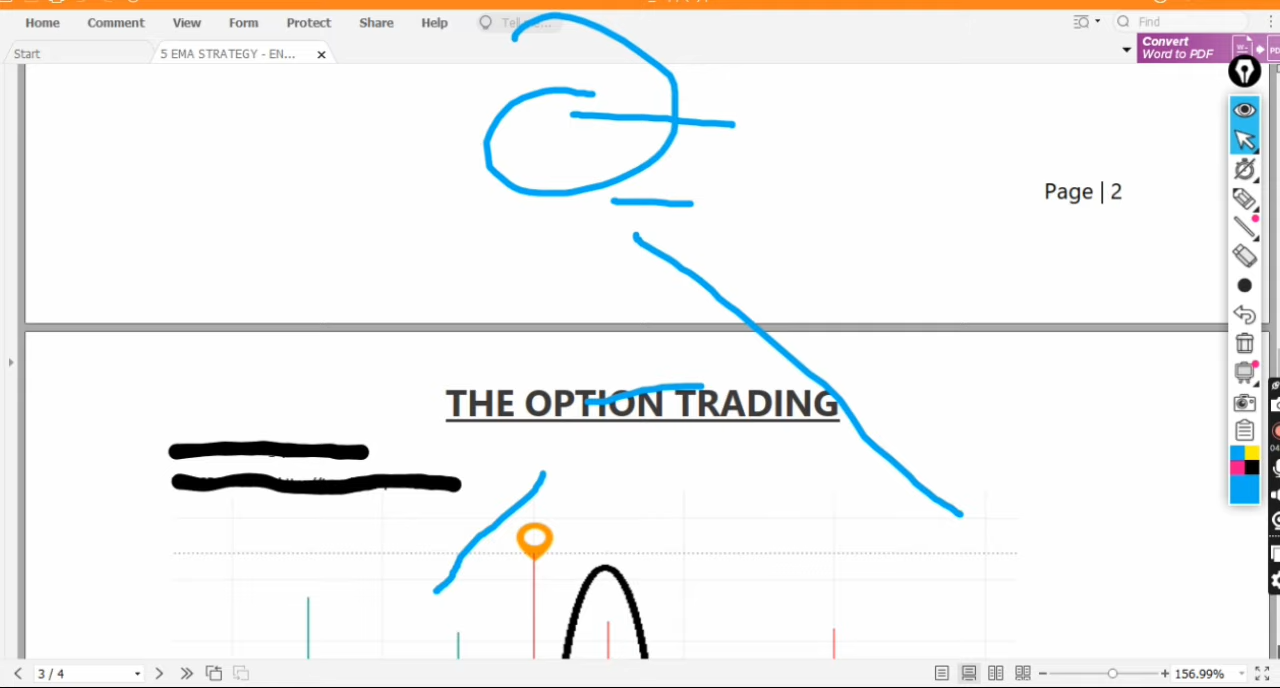 Home Comment View Form Protect Share Help Find
Start 5 EMA STRATEGY - EN...
Convert
Word to PDF
Page | 2
THE OPTION TRADING
3 / 4 156.99%